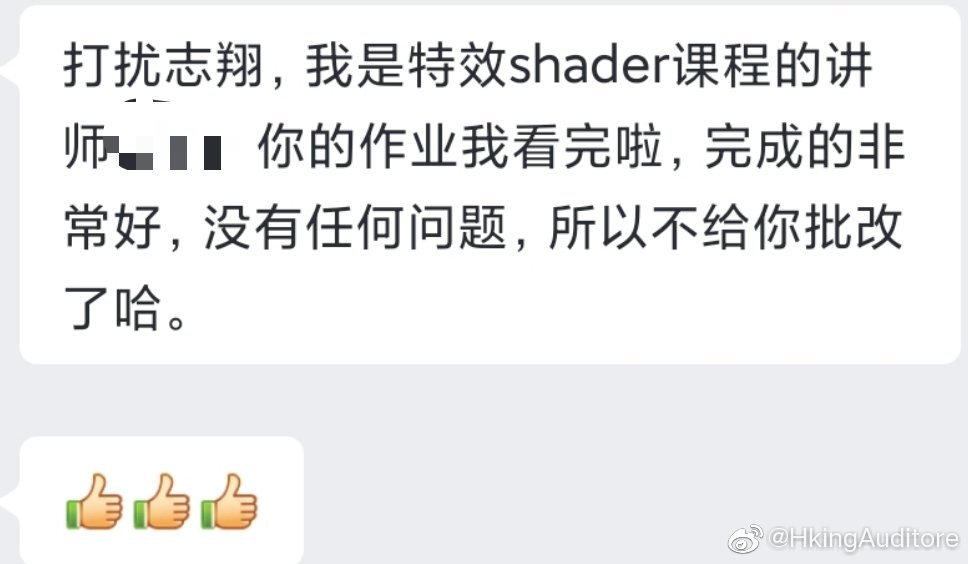 打扰志翔，我是特效shader课程的讲
师 你的作业我看完啦，完成的非
常好，没有任何问题，所以不给你批改
了哈。
@HkingAuditore